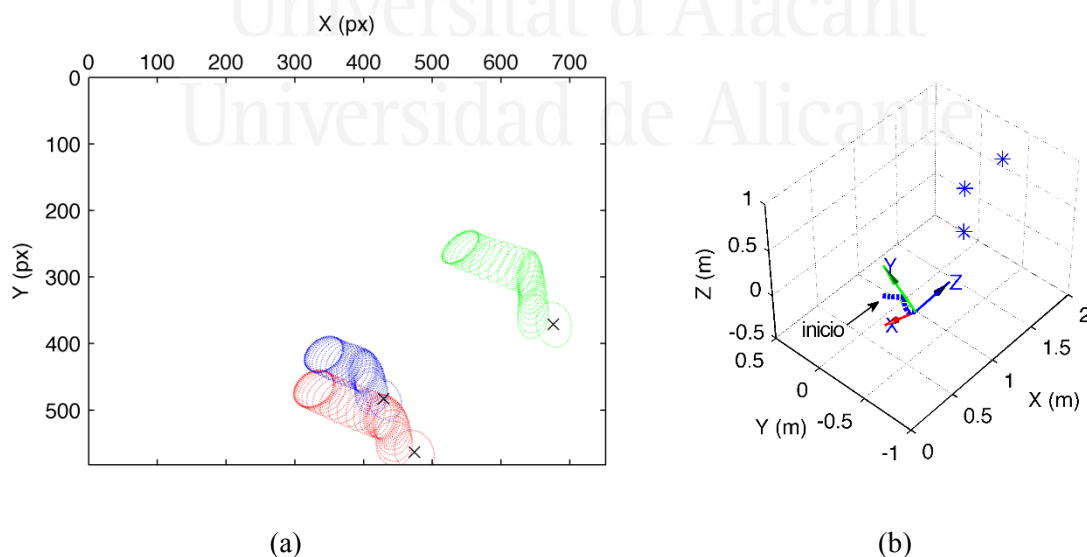 Universitat d'Alacant
Universidad de Alicante
X (px)
0 100 200 300 400 500 600 700
Y (px)
0
100
200
300
400
500
(a)
Z (m)
1
0.5
0
-0.5
Y (m)
0.5
0
-0.5
-1
X (m)
0
0.5
1
1.5
2
Y
Z
X
inicio
(b)